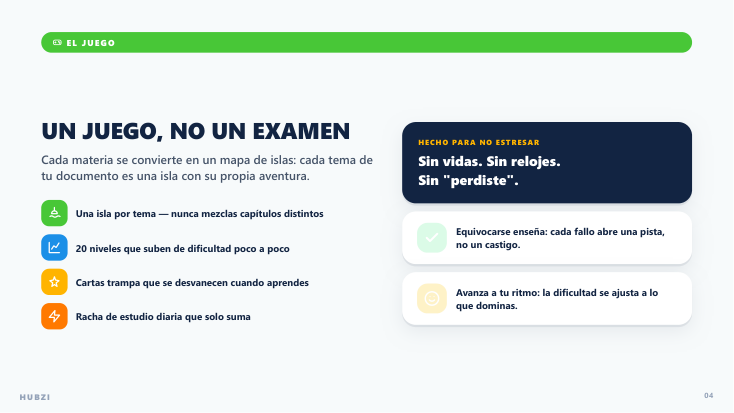 EL JUEGO
UN JUEGO, NO UN EXAMEN
Cada materia se convierte en un mapa de islas: cada tema de
tu documento es una isla con su propia aventura.
Una isla por tema — nunca mezclas capítulos distintos
20 niveles que suben de dificultad poco a poco
Cartas trampa que se desvanecen cuando aprendes
Racha de estudio diaria que solo suma
HECHO PARA NO ESTRESAR
Sin vidas. Sin relojes.
Sin "perdiste".
Equivocarse enseña: cada fallo abre una pista,
no un castigo.
Avanza a tu ritmo: la dificultad se ajusta a lo
que dominas.
HUBZI
04